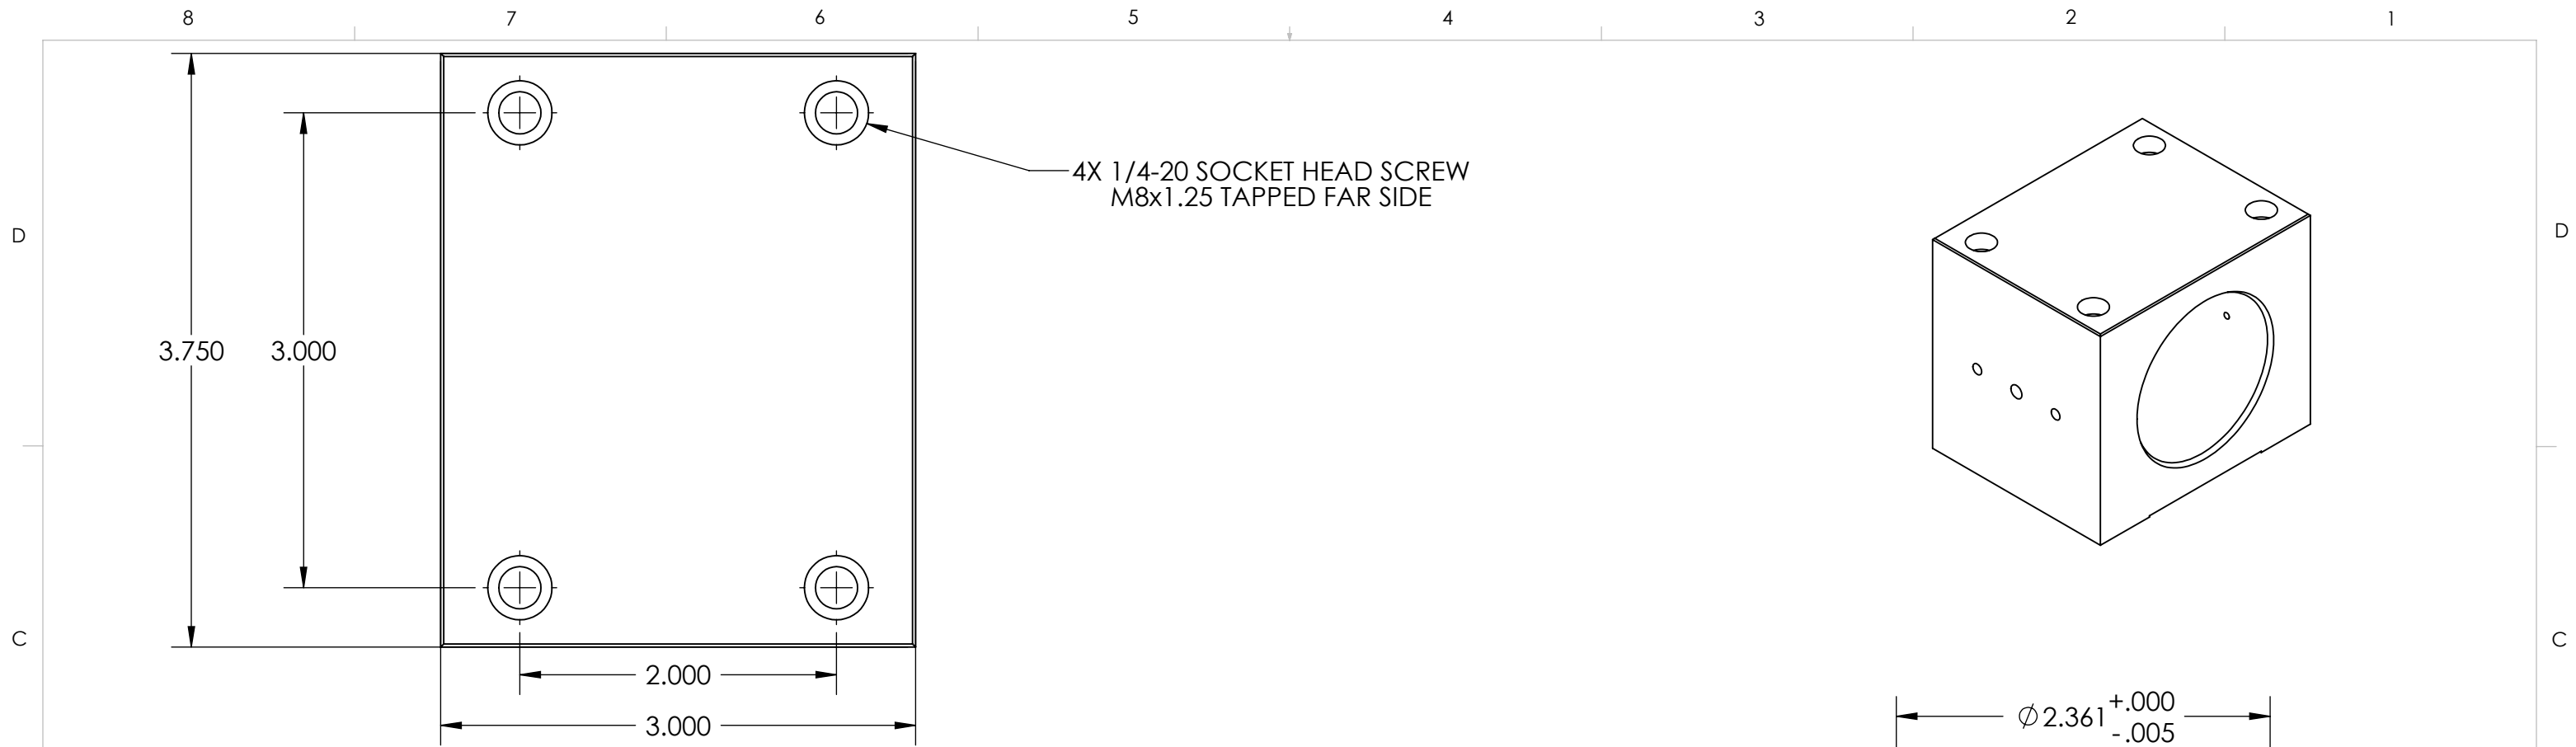 8 7 6 5 4 3 2 1
4X 1/4-20 SOCKET HEAD SCREW
M8x1.25 TAPPED FAR SIDE
D D
3.750 3.000
C C
2.000
3.000
∅2.361 +.000
-.005